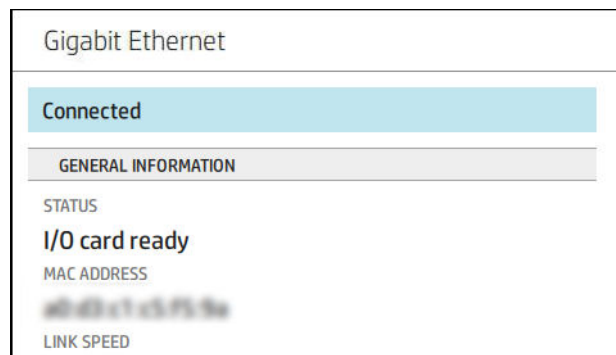 Gigabit Ethernet
Connected
GENERAL INFORMATION
STATUS
I/O card ready
MAC ADDRESS
LINK SPEED